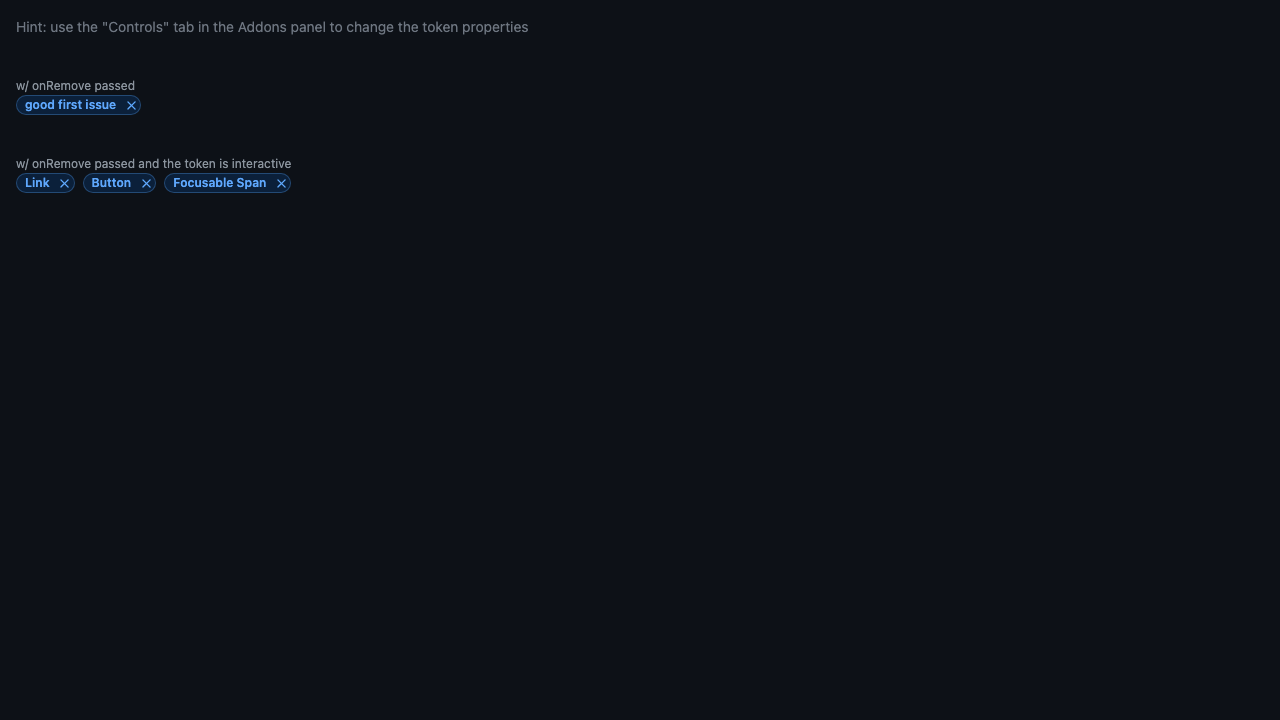 Hint: use the "Controls" tab in the Addons panel to change the token properties
w/ onRemove passed
good first issue
w/ onRemove passed and the token is interactive
Link Button Focusable Span